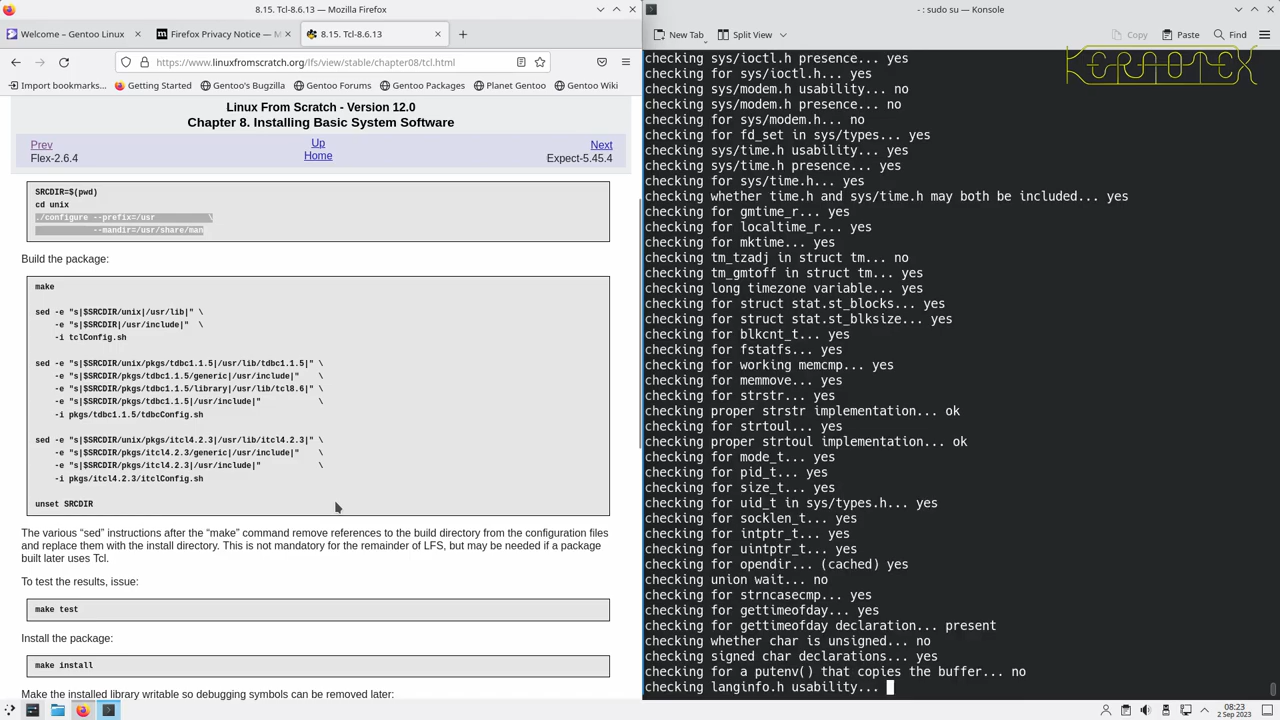 8.15. Tcl-8.6.13 — Mozilla Firefox
Welcome – Gentoo Linux
Firefox Privacy Notice — M
8.15. Tcl-8.6.13
https://www.linuxfromscratch.org/lfs/view/stable/chapter08/tcl.html
Import bookmarks...
Getting Started
Gentoo's Bugzilla
Gentoo Forums
Gentoo Packages
Planet Gentoo
Gentoo Wiki
Linux From Scratch - Version 12.0
Chapter 8. Installing Basic System Software
Prev
Up
Next
Flex-2.6.4
Home
Expect-5.45.4
SRCDIR=$(pwd)
cd unix
./configure --prefix=/usr \
--mandir=/usr/share/man
Build the package:
make
sed -e "s|$SRCDIR/unix|/usr/lib|" \
-e "s|$SRCDIR|/usr/include|" \
-i tclConfig.sh
sed -e "s|$SRCDIR/unix/pkgs/tdbc1.1.5|/usr/lib/tdbc1.1.5|" \
-e "s|$SRCDIR/pkgs/tdbc1.1.5/generic|/usr/include|" \
-e "s|$SRCDIR/pkgs/tdbc1.1.5/library|/usr/lib/tcl8.6|" \
-e "s|$SRCDIR/pkgs/tdbc1.1.5|/usr/include|" \
-i pkgs/tdbc1.1.5/tdbcConfig.sh
sed -e "s|$SRCDIR/unix/pkgs/itcl4.2.3|/usr/lib/itcl4.2.3|" \
-e "s|$SRCDIR/pkgs/itcl4.2.3/generic|/usr/include|" \
-e "s|$SRCDIR/pkgs/itcl4.2.3|/usr/include|" \
-i pkgs/itcl4.2.3/itclConfig.sh
unset SRCDIR
The various “sed” instructions after the “make” command remove references to the build directory from the configuration files
and replace them with the install directory. This is not mandatory for the remainder of LFS, but may be needed if a package
built later uses Tcl.
To test the results, issue:
make test
Install the package:
make install
Make the installed library writable so debugging symbols can be removed later:
- : sudo su — Konsole
New Tab
Split View
Copy
Paste
Find
KERNOTEX
checking sys/ioctl.h presence... yes
checking for sys/ioctl.h... yes
checking sys/modem.h usability... no
checking sys/modem.h presence... no
checking for sys/modem.h... no
checking for fd_set in sys/types... yes
checking sys/time.h usability... yes
checking sys/time.h presence... yes
checking for sys/time.h... yes
checking whether time.h and sys/time.h may both be included... yes
checking for gmtime_r... yes
checking for localtime_r... yes
checking for mktime... yes
checking tm_tzadj in struct tm... no
checking tm_gmtoff in struct tm... yes
checking long timezone variable... yes
checking for struct stat.st_blocks... yes
checking for struct stat.st_blksize... yes
checking for blkcnt_t... yes
checking for fstatfs... yes
checking for working memcmp... yes
checking for memmove... yes
checking for strstr... yes
checking proper strstr implementation... ok
checking for strtoul... yes
checking proper strtoul implementation... ok
checking for mode_t... yes
checking for pid_t... yes
checking for size_t... yes
checking for uid_t in sys/types.h... yes
checking for socklen_t... yes
checking for intptr_t... yes
checking for uintptr_t... yes
checking for opendir... (cached) yes
checking union wait... no
checking for strncasecmp... yes
checking for gettimeofday... yes
checking for gettimeofday declaration... present
checking whether char is unsigned... no
checking signed char declarations... yes
checking for a putenv() that copies the buffer... no
checking langinfo.h usability...
08:23
2 Sep 2023